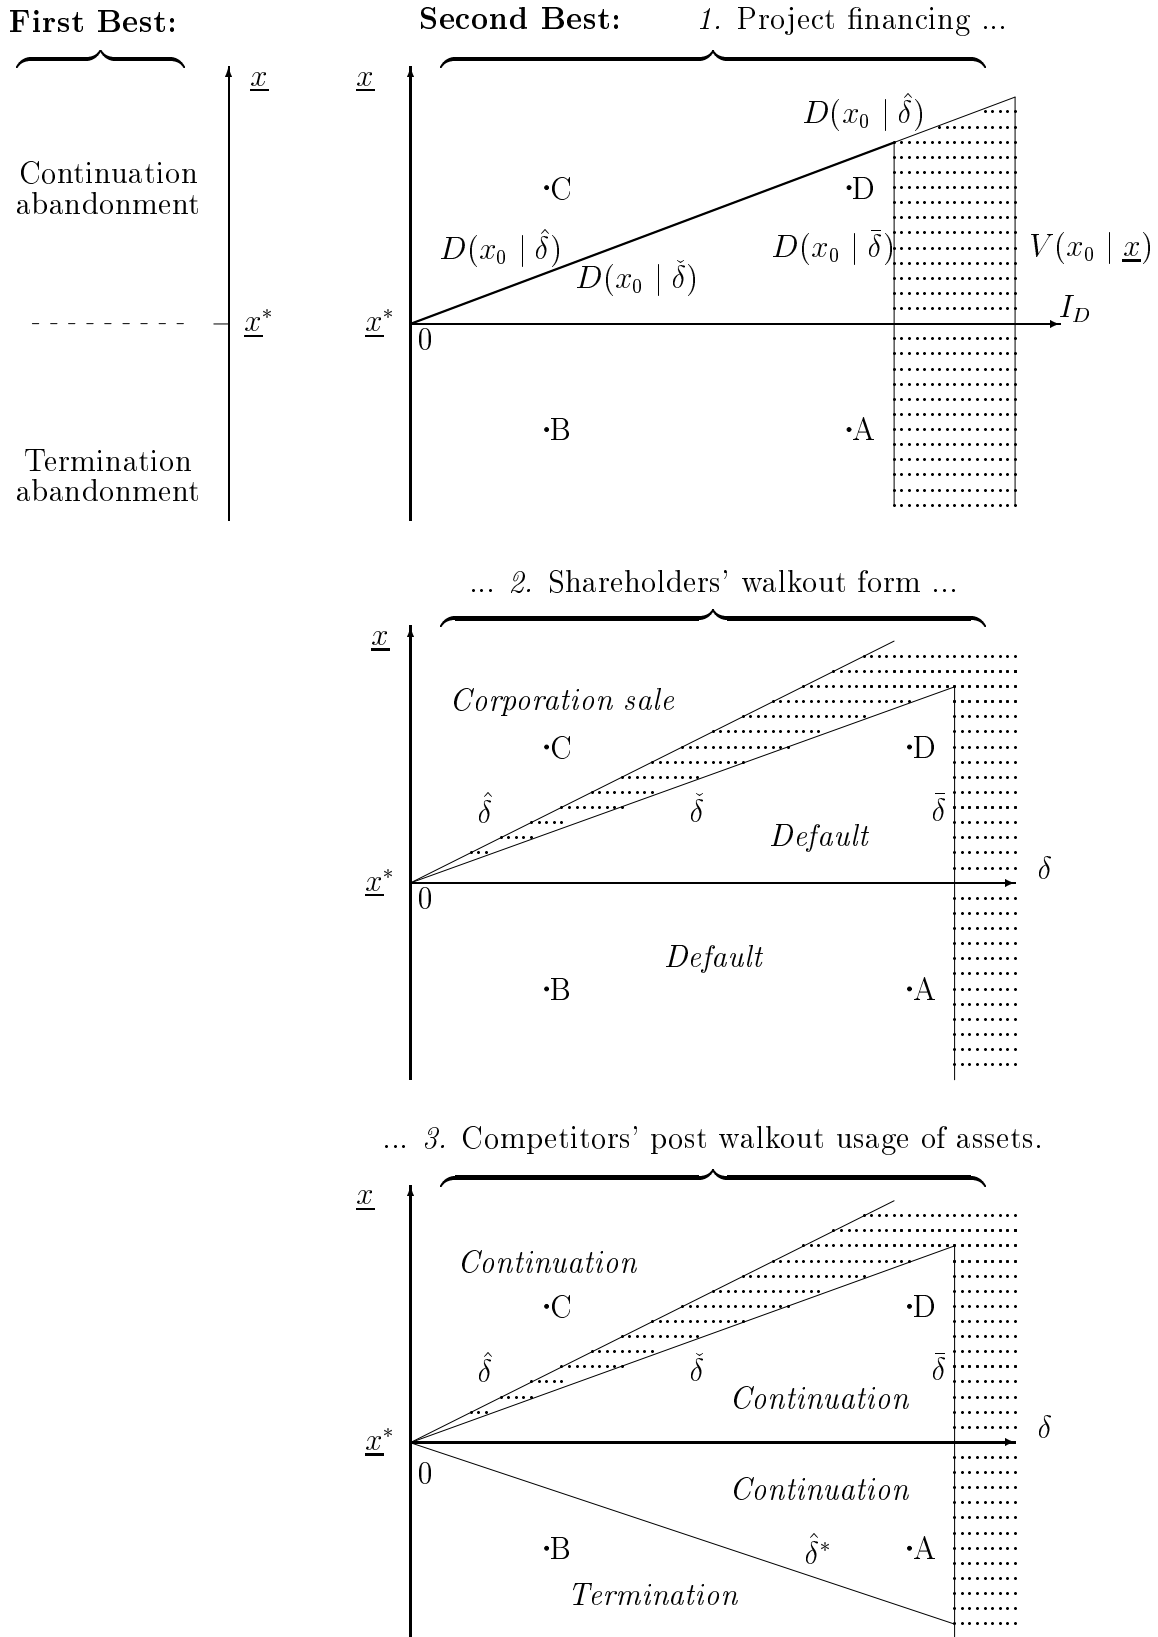 First Best:
Second Best: 1. Project financing ...
x
x
D(x₀ | δ̂)
Continuation
abandonment
·C
·D
D(x₀ | δ̂)
D(x₀ | δ̌)
D(x₀ | δ̄)
V(x₀ | x)
x*
x*
0
I_D
·B
·A
Termination
abandonment
... 2. Shareholders' walkout form ...
x
Corporation sale
·C
·D
δ̂
δ̌
δ̄
Default
x*
0
δ
Default
·B
·A
... 3. Competitors' post walkout usage of assets.
x
Continuation
·C
·D
δ̂
δ̌
δ̄
Continuation
x*
0
δ
Continuation
·B
δ̂*
·A
Termination